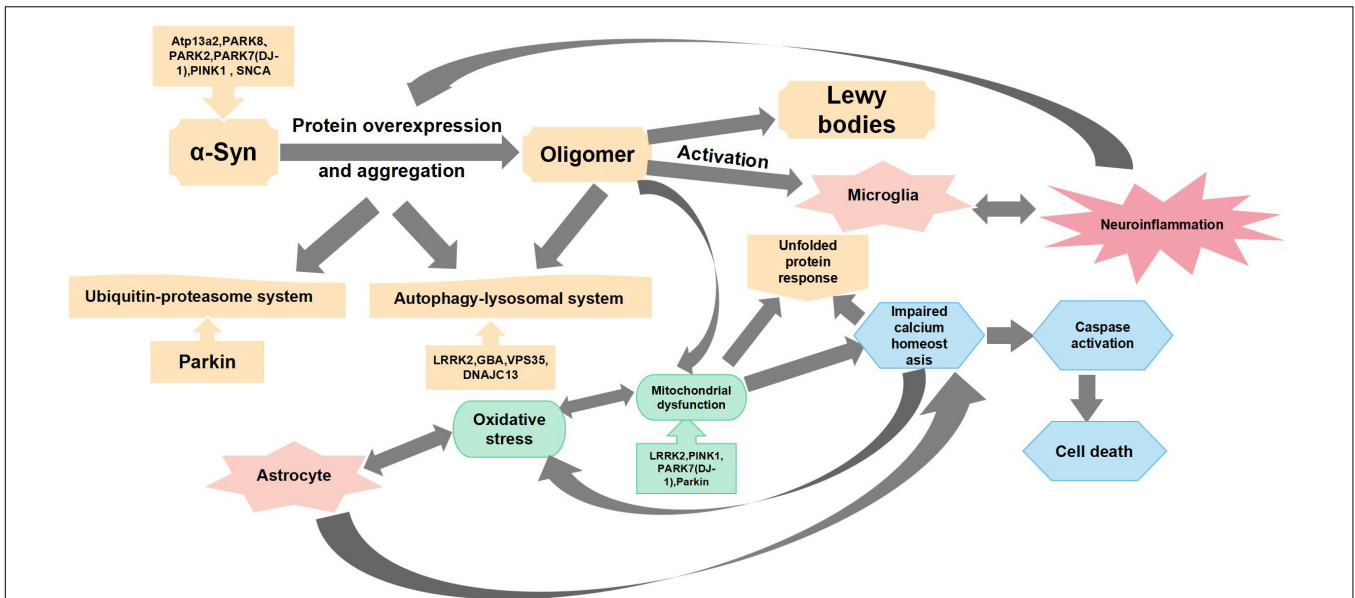 Atp13a2,PARK8、
PARK2,PARK7(DJ-
1),PINK1 , SNCA
α-Syn
Protein overexpression
and aggregation
Oligomer
Lewy
bodies
Activation
Microglia
Neuroinflammation
Unfolded
protein
response
Ubiquitin-proteasome system
Autophagy-lysosomal system
Parkin
LRRK2,GBA,VPS35,
DNAJC13
Impaired
calcium
homeost
asis
Caspase
activation
Mitochondrial
dysfunction
Oxidative
stress
LRRK2,PINK1,
PARK7(DJ-
1),Parkin
Astrocyte
Cell death